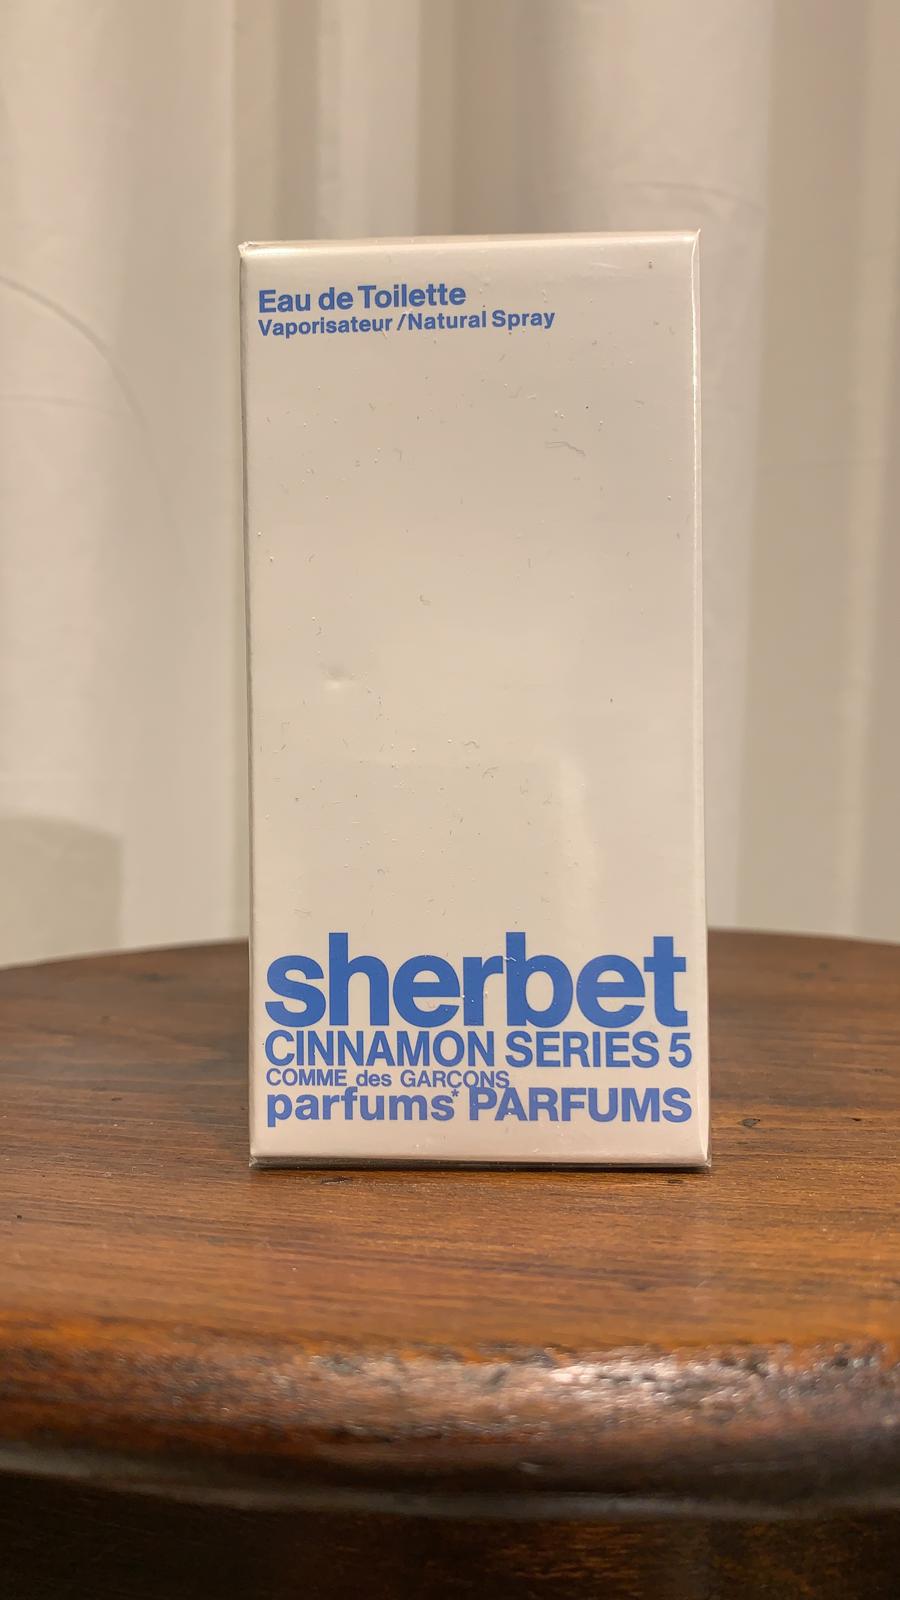 Eau de Toilette
Vaporisateur/Natural Spray
sherbet
CINNAMON SERIES 5
COMME des GARÇONS
parfums* PARFUMS